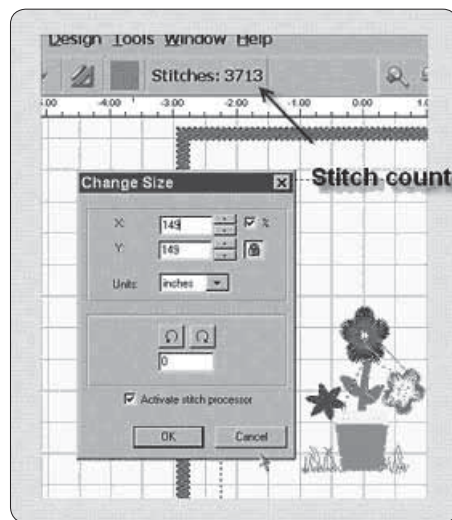 Design Tools Window Help
Stitches: 3713
-4.00 -3:00 -2.00 -1:00 0.00
Stitch count
Change Size
X: 149 %
Y: 149
Units: inches
0
Activate stitch processor
OK Cancel